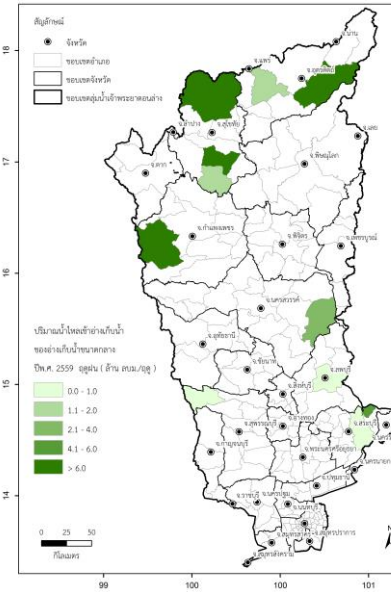 สัญลักษณ์
จังหวัด
ขอบเขตอำเภอ
ขอบเขตจังหวัด
ขอบเขตลุ่มน้ำเจ้าพระยาตอนล่าง
จ.น่าน
จ.แพร่
จ.อุตรดิตถ์
จ.ลำปาง
จ.สุโขทัย
จ.เลย
จ.ตาก
จ.พิษณุโลก
จ.กำแพงเพชร
จ.พิจิตร
จ.เพชรบูรณ์
จ.นครสวรรค์
จ.อุทัยธานี
จ.ชัยนาท
จ.ลพบุรี
จ.สิงห์บุรี
จ.อ่างทอง
จ.สุพรรณบุรี
จ.สระบุรี
จ.กาญจนบุรี
จ.พระนครศรีอยุธยา
จ.นครนายก
จ.ปทุมธานี
จ.ราชบุรี
จ.นครปฐม
จ.นนทบุรี
จ.สมุทรสาคร
จ.สมุทรปราการ
จ.สมุทรสงคราม
ปริมาณน้ำไหลเข้าอ่างเก็บน้ำ
ของอ่างเก็บน้ำขนาดกลาง
ปีพ.ศ. 2559 ฤดูฝน ( ล้าน ลบม./ฤดู )
0.0 - 1.0
1.1 - 2.0
2.1 - 4.0
4.1 - 6.0
> 6.0
0 25 50
กิโลเมตร
N
18
17
16
15
14
99 100 100 101